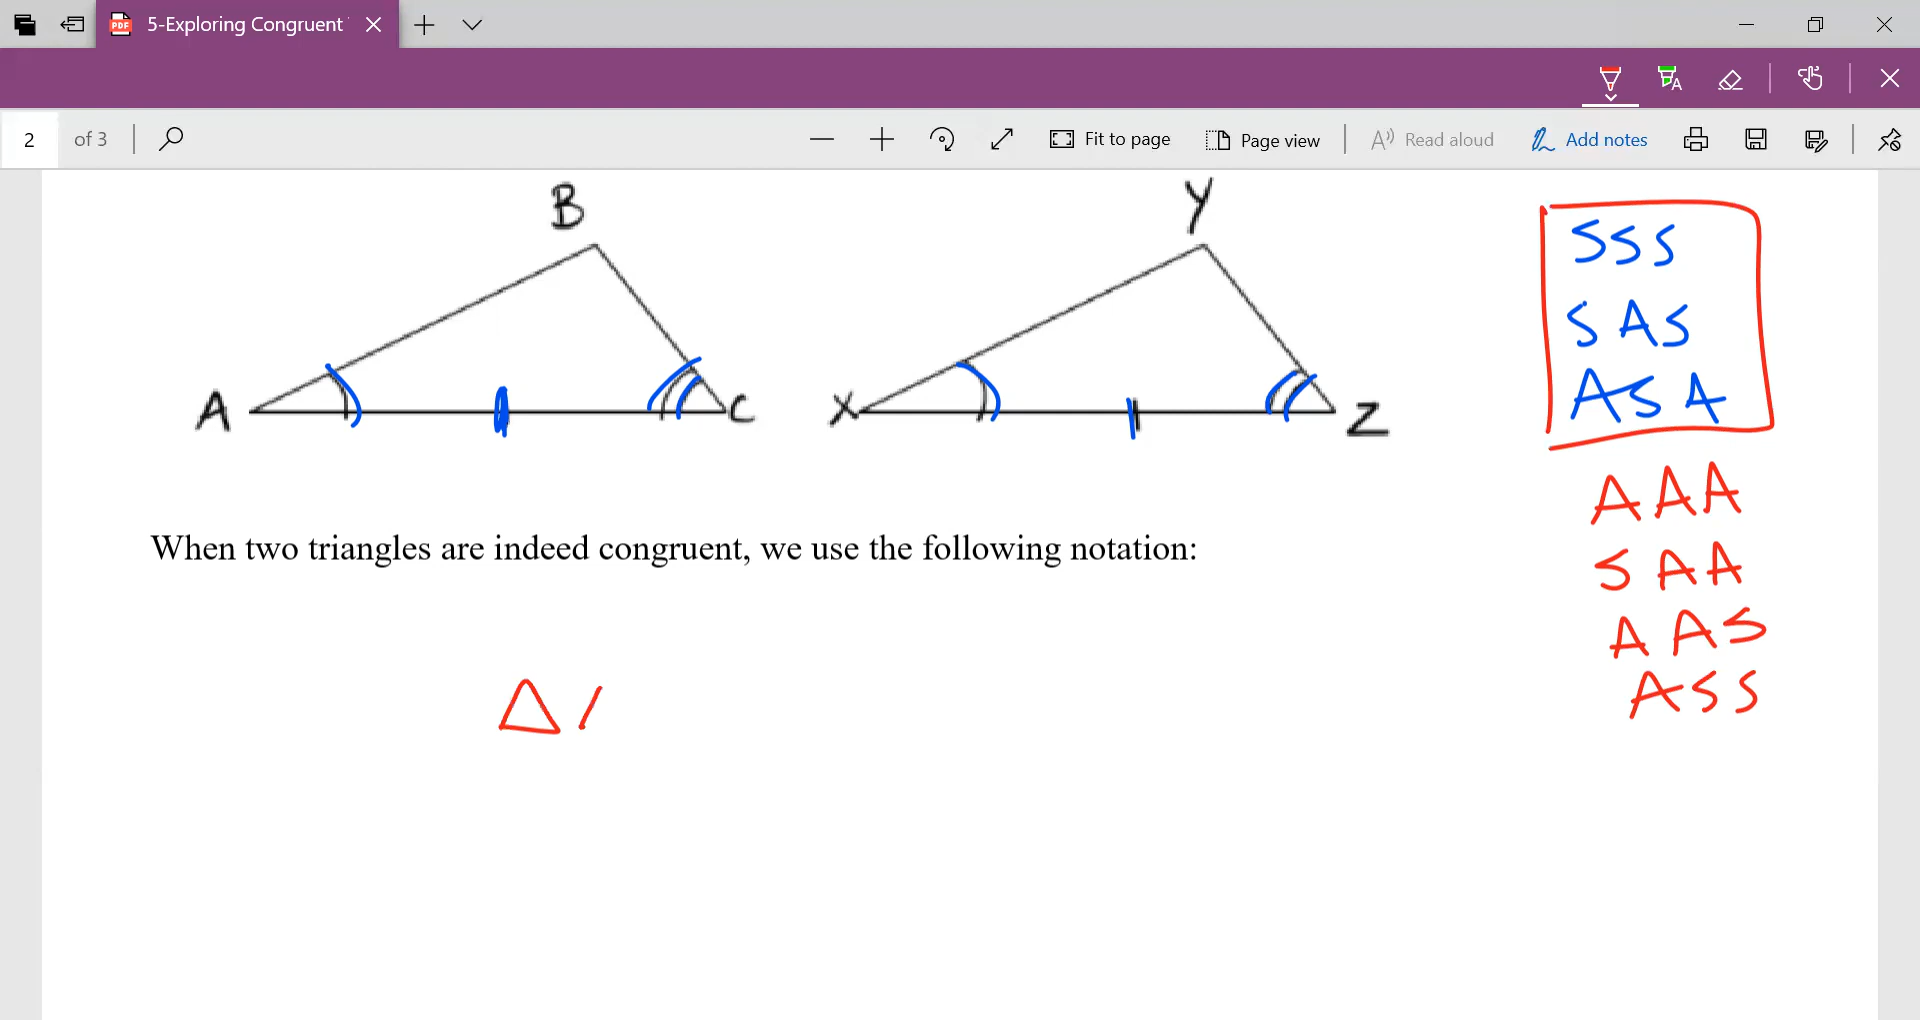 5-Exploring Congruent
2 of 3
Fit to page
Page view
Read aloud
Add notes
B
Y
A
C
X
Z
SSS
SAS
ASA
AAA
SAA
AAS
ASS
When two triangles are indeed congruent, we use the following notation:
Δ